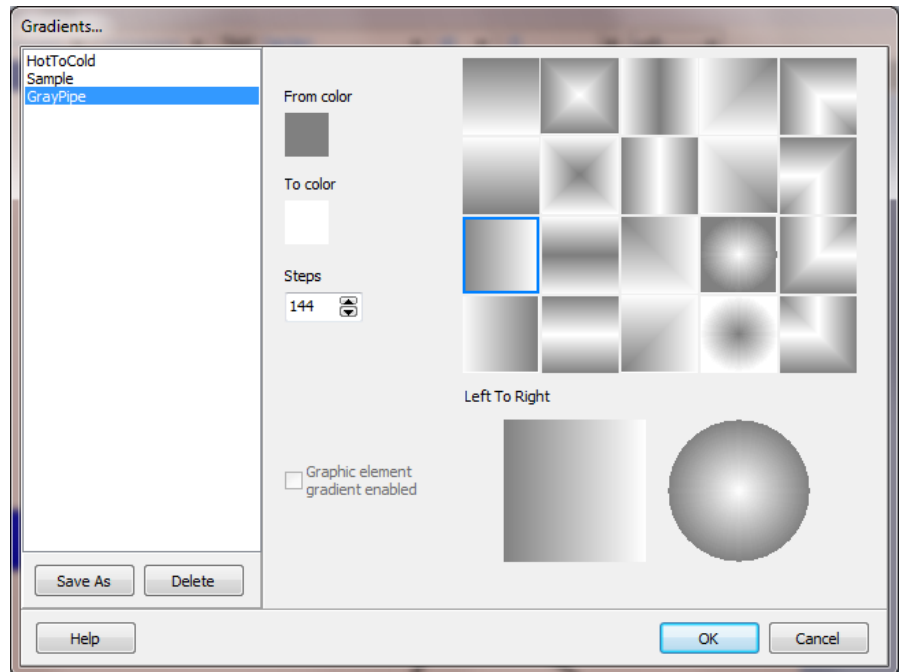 Gradients...
HotToCold
Sample
GrayPipe
From color
To color
Steps
144
Left To Right
Graphic element
gradient enabled
Save As
Delete
Help
OK
Cancel